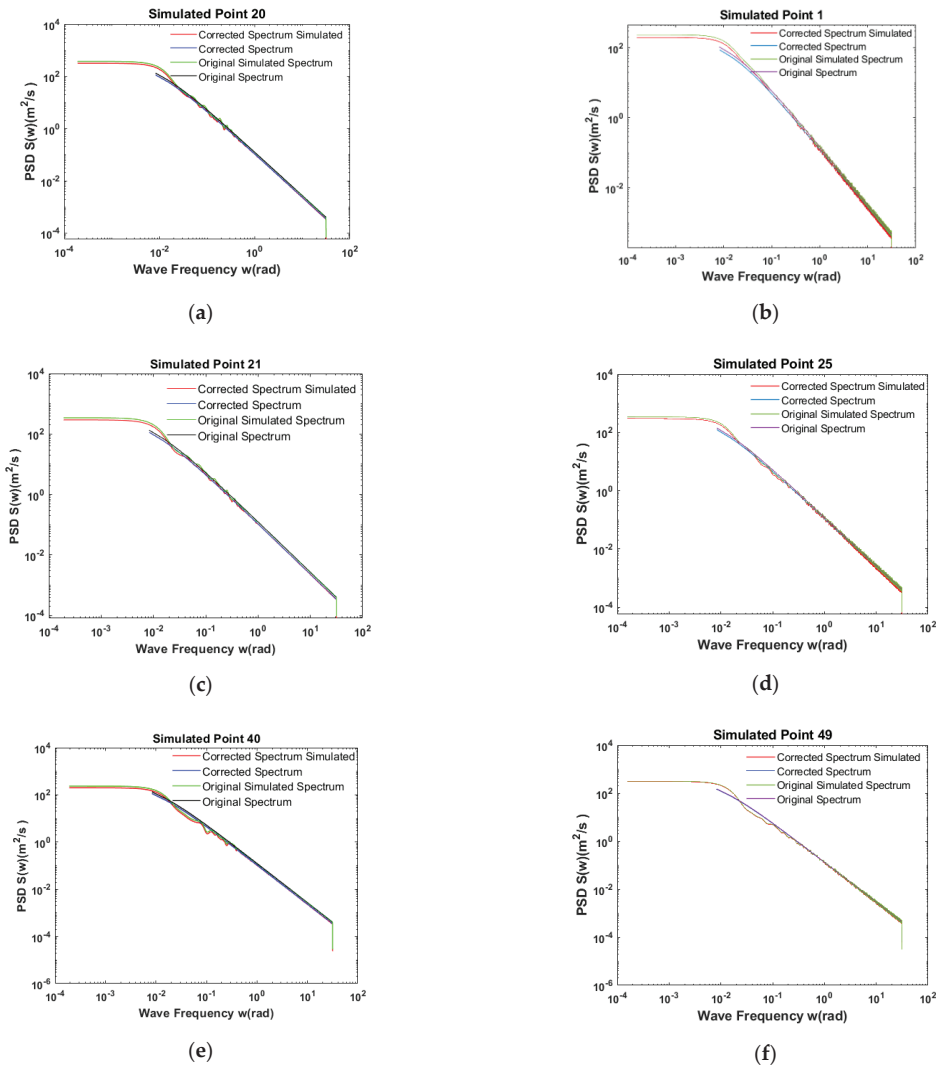 Simulated Point 20
10^4
10^2
10^0
10^-2
10^-4
PSD S(w)(m^2/s )
Corrected Spectrum Simulated
Corrected Spectrum
Original Simulated Spectrum
Original Spectrum
10^-4 10^-2 10^0 10^2
Wave Frequency w(rad)
(a)
Simulated Point 1
10^2
10^0
10^-2
PSD S(w)(m^2/s )
Corrected Spectrum Simulated
Corrected Spectrum
Original Simulated Spectrum
Original Spectrum
10^-4 10^-3 10^-2 10^-1 10^0 10^1 10^2
Wave Frequency w(rad)
(b)
Simulated Point 21
10^4
10^2
10^0
10^-2
10^-4
PSD S(w)(m^2/s )
Corrected Spectrum Simulated
Corrected Spectrum
Original Simulated Spectrum
Original Spectrum
10^-4 10^-3 10^-2 10^-1 10^0 10^1 10^2
Wave Frequency w(rad)
(c)
Simulated Point 25
10^4
10^2
10^0
10^-2
10^-4
PSD S(w)(m^2/s )
Corrected Spectrum Simulated
Corrected Spectrum
Original Simulated Spectrum
Original Spectrum
10^-4 10^-3 10^-2 10^-1 10^0 10^1 10^2
Wave Frequency w(rad)
(d)
Simulated Point 40
10^4
10^2
10^0
10^-2
10^-4
10^-6
PSD S(w)(m^2/s )
Corrected Spectrum Simulated
Corrected Spectrum
Original Simulated Spectrum
Original Spectrum
10^-4 10^-3 10^-2 10^-1 10^0 10^1 10^2
Wave Frequency w(rad)
(e)
Simulated Point 49
10^4
10^2
10^0
10^-2
10^-4
10^-6
PSD S(w)(m^2/s )
Corrected Spectrum Simulated
Corrected Spectrum
Original Simulated Spectrum
Original Spectrum
10^-4 10^-3 10^-2 10^-1 10^0 10^1 10^2
Wave Frequency w(rad)
(f)